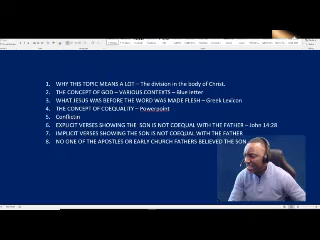 1. WHY THIS TOPIC MEANS A LOT – The division in the body of Christ.
2. THE CONCEPT OF GOD – VARIOUS CONTEXTS – Blue letter
3. WHAT JESUS WAS BEFORE THE WORD WAS MADE FLESH – Greek Lexicon
4. THE CONCEPT OF COEQUALITY – Powerpoint
5. Conflictin
6. EXPLICIT VERSES SHOWING THE SON IS NOT COEQUAL WITH THE FATHER – John 14:28
7. IMPLICIT VERSES SHOWING THE SON IS NOT COEQUAL WITH THE FATHER
8. NO ONE OF THE APOSTLES OR EARLY CHURCH FATHERS BELIEVED THE SON